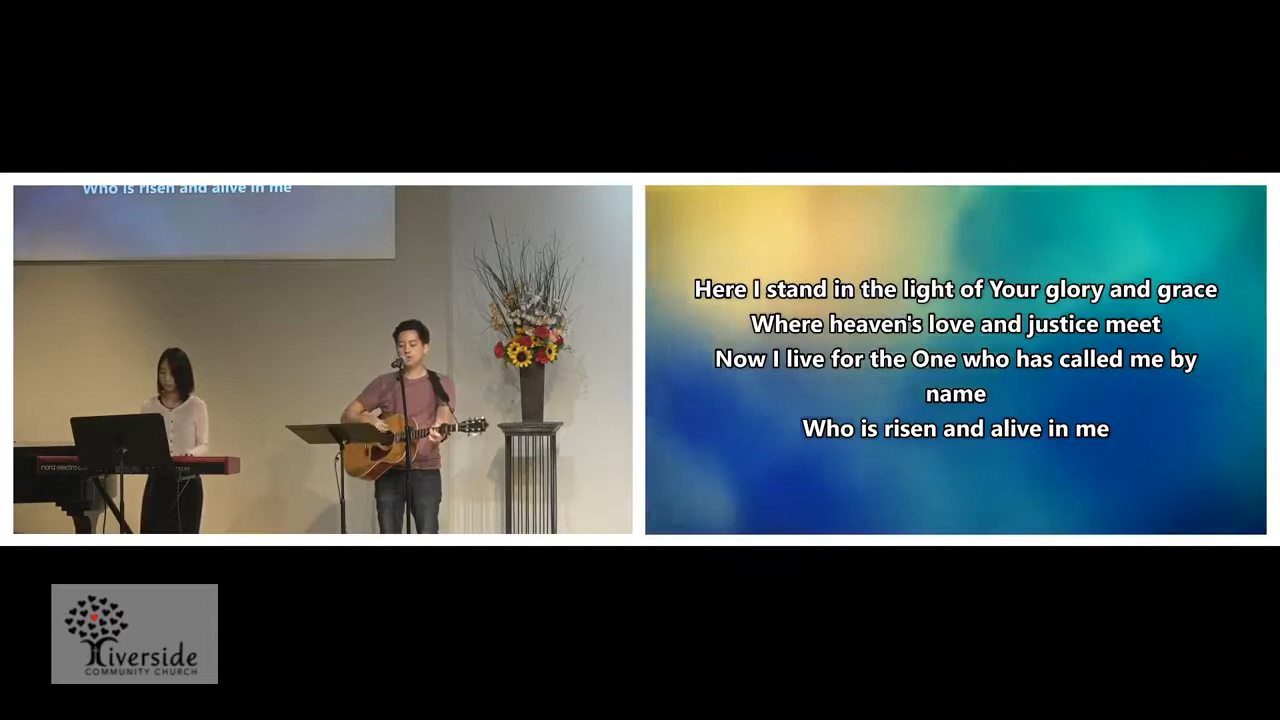 Who is risen and alive in me
nord electro
Here I stand in the light of Your glory and grace
Where heaven's love and justice meet
Now I live for the One who has called me by
name
Who is risen and alive in me
Riverside
COMMUNITY CHURCH